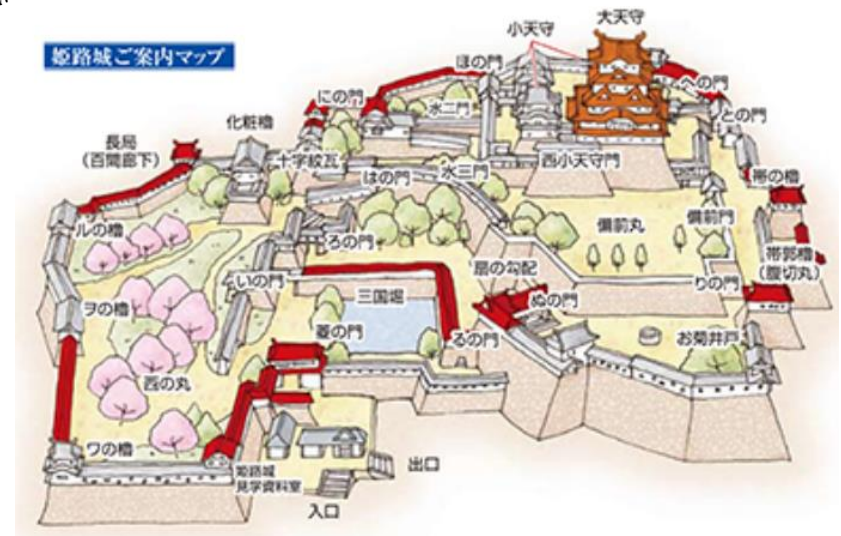 姫路城ご案内マップ
大天守
小天守
ほの門
への門
にの門
水二門
との門
化粧櫓
長局
（百間廊下）
十字紋瓦
はの門
水三門
西小天守門
帯の櫓
ルの櫓
ろの門
備前丸
備前門
帯郭櫓
（腹切丸）
いの門
扇の勾配
りの門
三国堀
ぬの門
ヲの櫓
菱の門
るの門
お菊井戸
西の丸
ワの櫓
姫路城
見学資料室
出口
入口